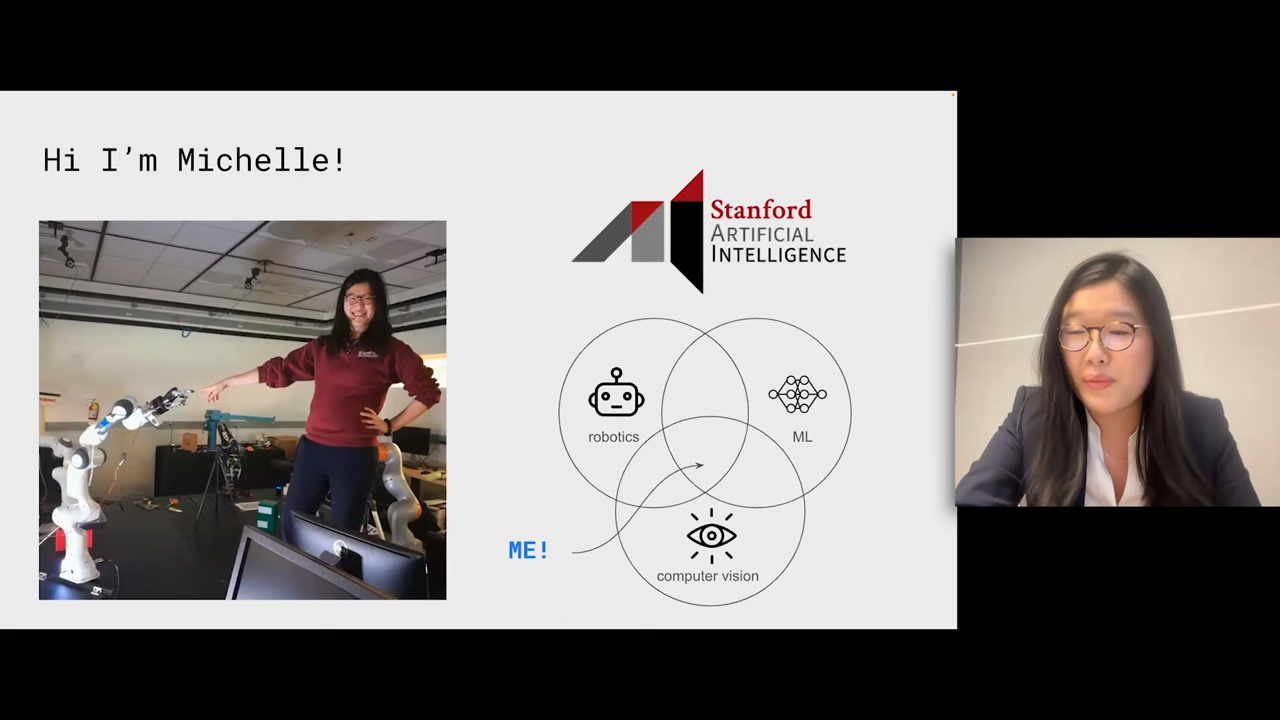 Hi I’m Michelle!
Stanford
ARTIFICIAL
INTELLIGENCE
robotics
ML
ME!
computer vision